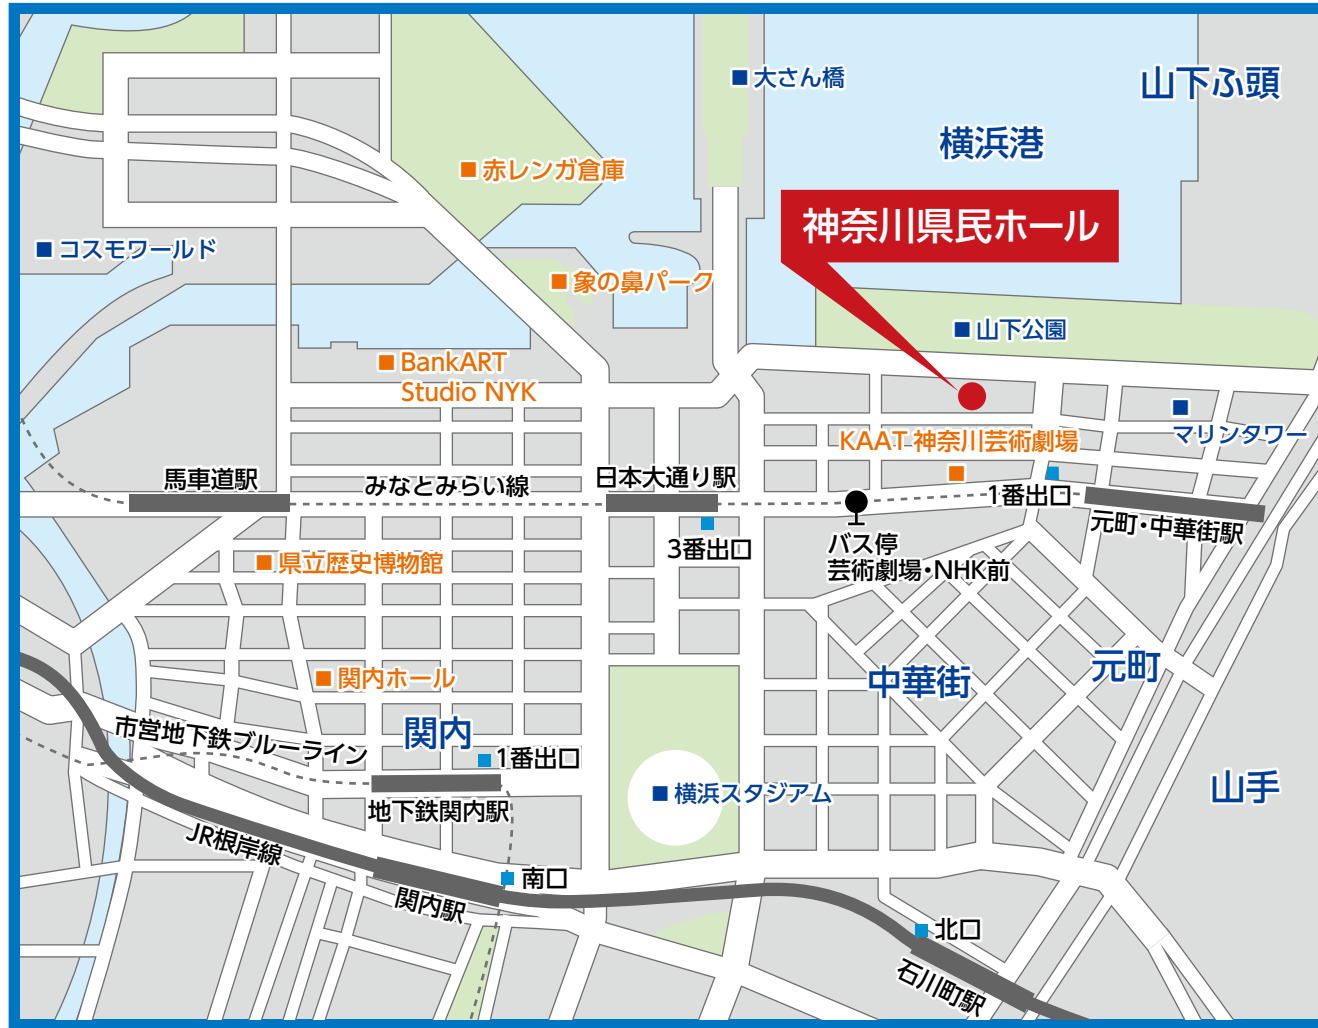 大さん橋
山下ふ頭
横浜港
赤レンガ倉庫
神奈川県民ホール
コスモワールド
象の鼻パーク
山下公園
BankART
Studio NYK
マリンタワー
KAAT 神奈川芸術劇場
馬車道駅
みなとみらい線
日本大通り駅
1番出口
元町・中華街駅
3番出口
バス停
芸術劇場・NHK前
県立歴史博物館
元町
中華街
関内ホール
関内
市営地下鉄ブルーライン
1番出口
山手
横浜スタジアム
地下鉄関内駅
JR根岸線
南口
関内駅
北口
石川町駅